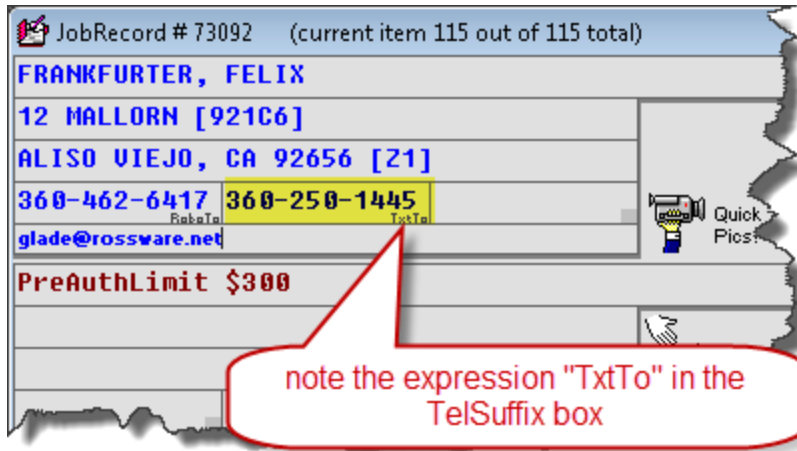 JobRecord # 73092 (current item 115 out of 115 total)
FRANKFURTER, FELIX
12 MALLORN [921C6]
ALISO VIEJO, CA 92656 [Z1]
360-462-6417 360-250-1445
RoboTo TxtTo
glade@rossware.net
Quick
Pics!
PreAuthLimit $300
note the expression "TxtTo" in the
TelSuffix box